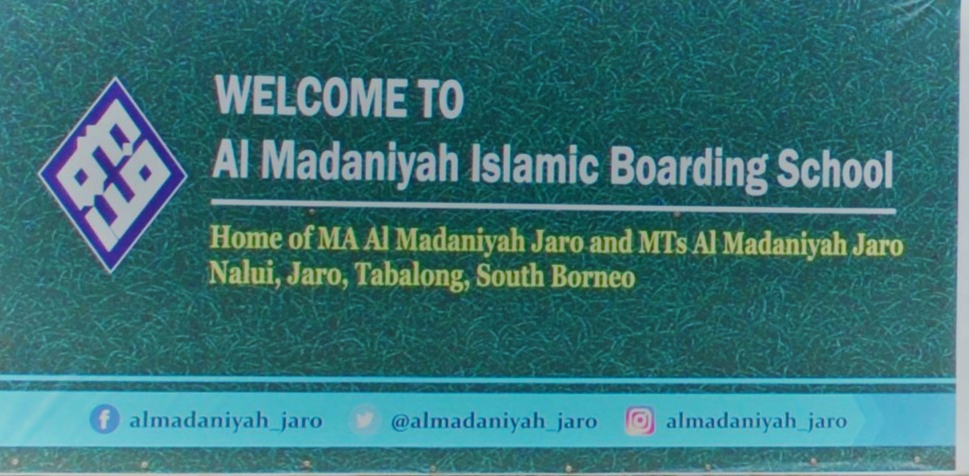 WELCOME TO
Al Madaniyah Islamic Boarding School
Home of MA Al Madaniyah Jaro and MTs Al Madaniyah Jaro
Nalui, Jaro, Tabalong, South Borneo
almadaniyah_jaro @almadaniyah_jaro almadaniyah_jaro